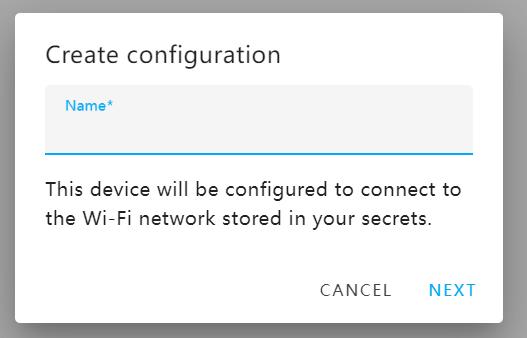 Create configuration
Name*
This device will be configured to connect to
the Wi-Fi network stored in your secrets.
CANCEL NEXT